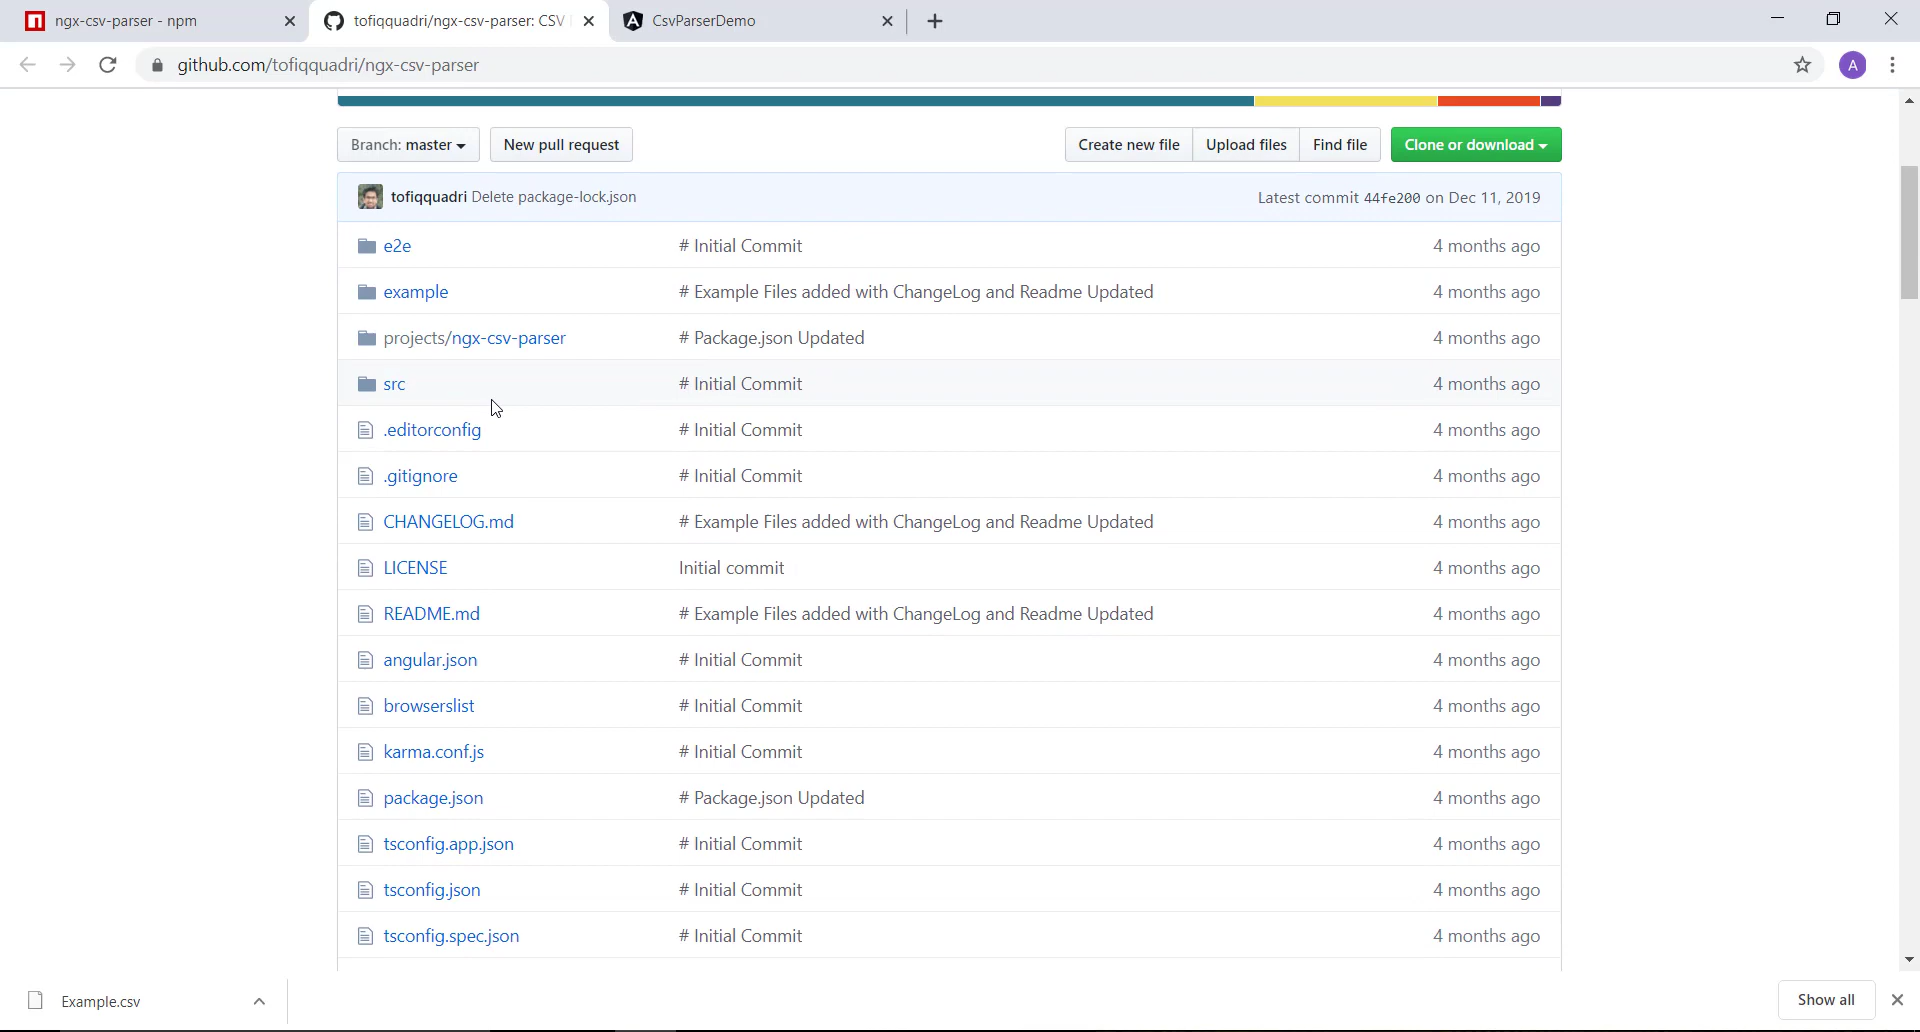 ngx-csv-parser - npm
tofiqquadri/ngx-csv-parser: CSV
CsvParserDemo
github.com/tofiqquadri/ngx-csv-parser
A
Branch: master
New pull request
Create new file
Upload files
Find file
Clone or download
tofiqquadri Delete package-lock.json
Latest commit 44fe200 on Dec 11, 2019
e2e # Initial Commit 4 months ago
example # Example Files added with ChangeLog and Readme Updated 4 months ago
projects/ngx-csv-parser # Package.json Updated 4 months ago
src # Initial Commit 4 months ago
.editorconfig # Initial Commit 4 months ago
.gitignore # Initial Commit 4 months ago
CHANGELOG.md # Example Files added with ChangeLog and Readme Updated 4 months ago
LICENSE Initial commit 4 months ago
README.md # Example Files added with ChangeLog and Readme Updated 4 months ago
angular.json # Initial Commit 4 months ago
browserslist # Initial Commit 4 months ago
karma.conf.js # Initial Commit 4 months ago
package.json # Package.json Updated 4 months ago
tsconfig.app.json # Initial Commit 4 months ago
tsconfig.json # Initial Commit 4 months ago
tsconfig.spec.json # Initial Commit 4 months ago
Example.csv
Show all